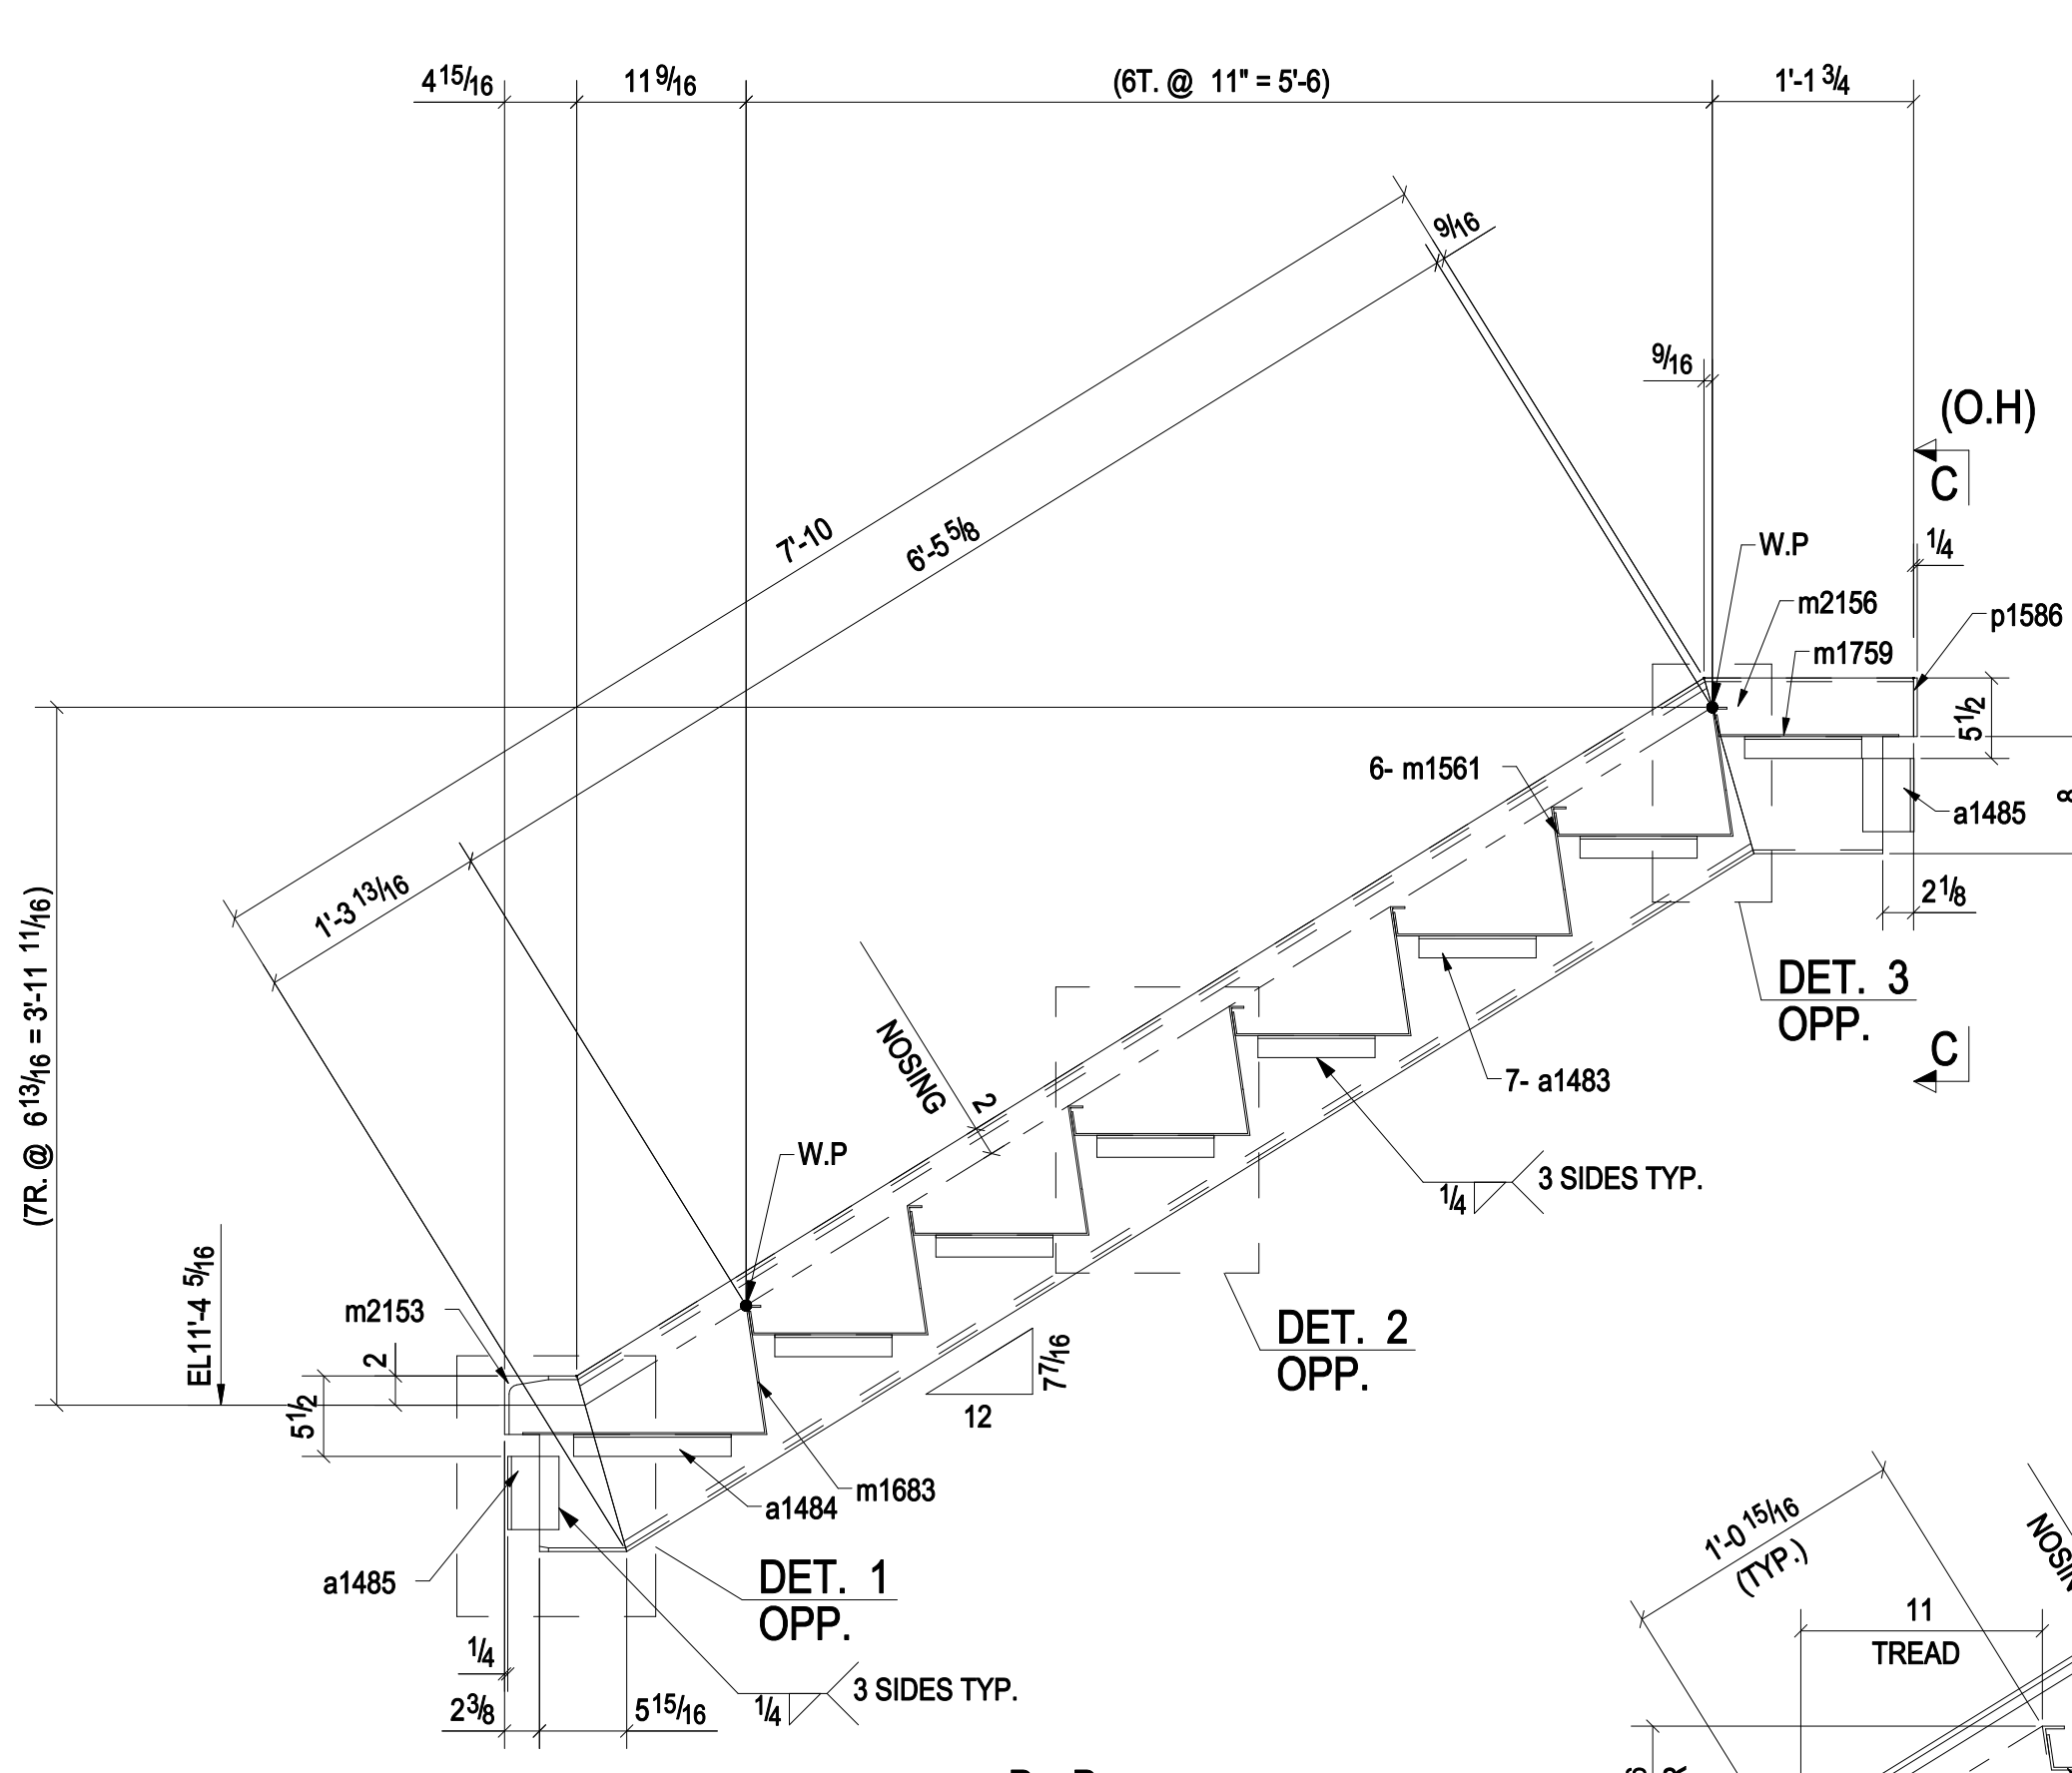 4 15/16
11 9/16
(6T. @ 11" = 5'-6)
1'-1 3/4
9/16
9/16
(O.H)
C
7'-10
6'-5 5/8
W.P
1/4
m2156
p1586
m1759
5 1/2
6- m1561
a1485
8
1'-3 13/16
2 1/8
(7R. @ 6 13/16 = 3'-11 11/16)
DET. 3
OPP.
NOSING
2
C
7- a1483
W.P
3 SIDES TYP.
1/4
EL11'-4 5/16
m2153
2
DET. 2
OPP.
7 7/16
12
5 1/2
m1683
a1484
a1485
DET. 1
OPP.
1'-0 15/16
(TYP.)
11
TREAD
1/4
3 SIDES TYP.
1/4
2 3/8
5 15/16